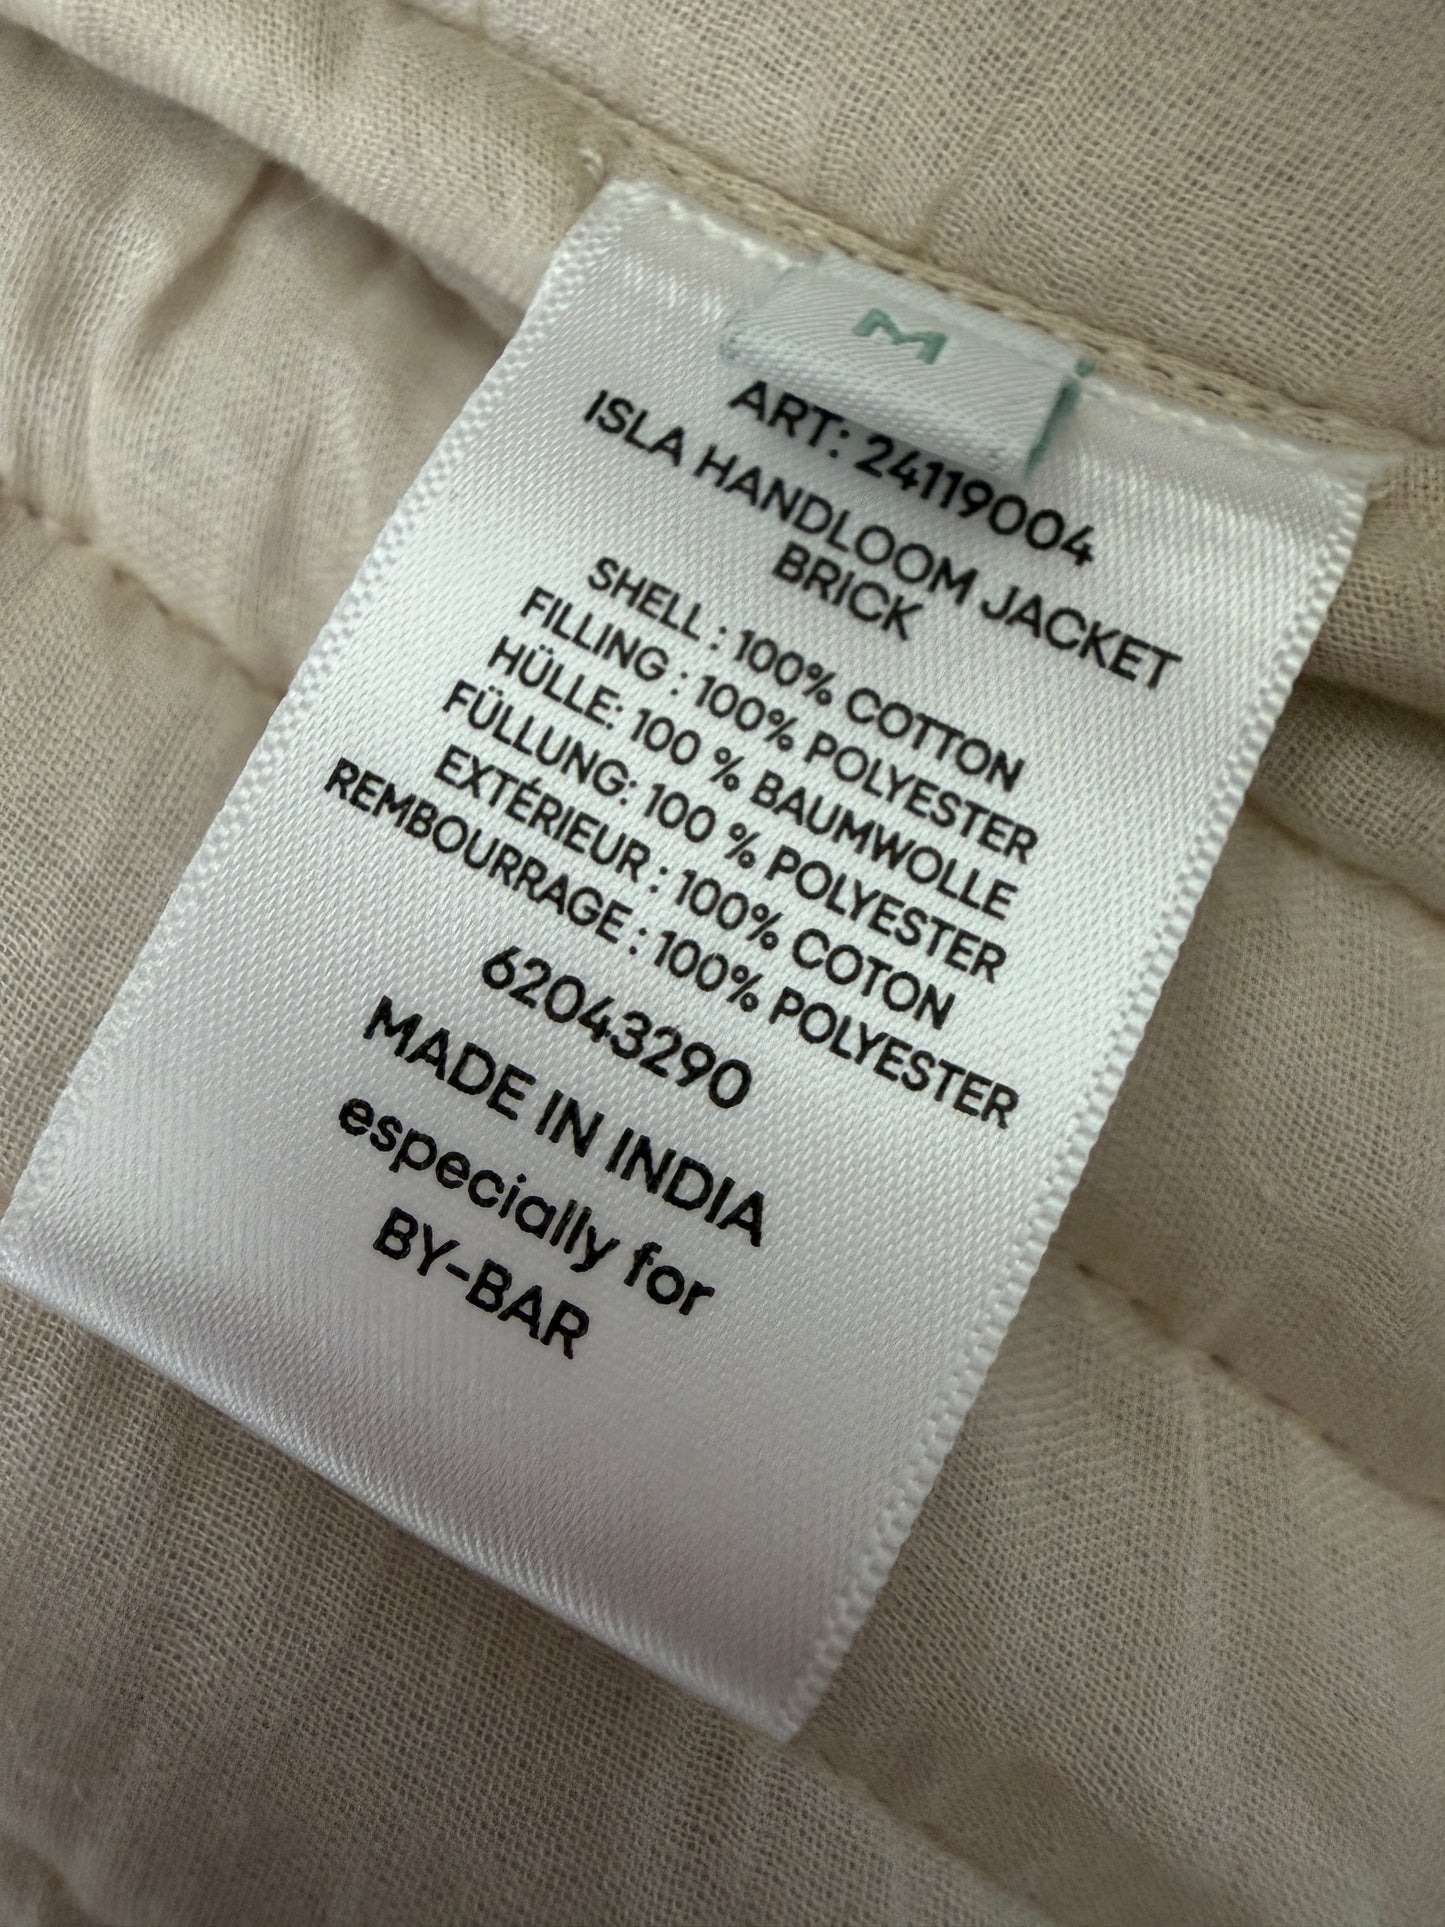 M
ART: 24119004
ISLA HANDLOOM JACKET
BRICK
SHELL : 100% COTTON
FILLING : 100% POLYESTER
HÜLLE: 100 % BAUMWOLLE
FÜLLUNG: 100 % POLYESTER
EXTÉRIEUR : 100% COTON
REMBOURRAGE : 100% POLYESTER
62043290
MADE IN INDIA
especially for
BY-BAR